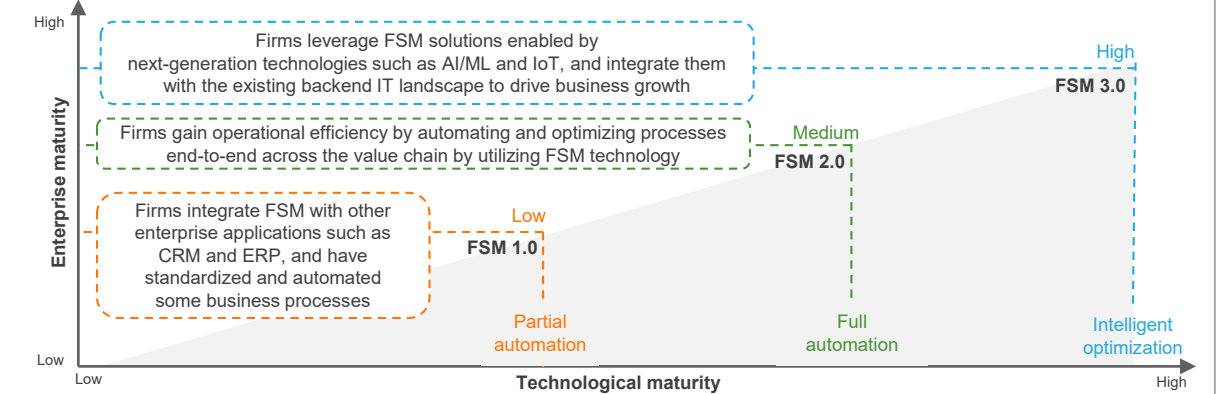 High
Firms leverage FSM solutions enabled by
next-generation technologies such as AI/ML and IoT, and integrate them
with the existing backend IT landscape to drive business growth
High
FSM 3.0
Firms gain operational efficiency by automating and optimizing processes
end-to-end across the value chain by utilizing FSM technology
Medium
FSM 2.0
Enterprise maturity
Firms integrate FSM with other
enterprise applications such as
CRM and ERP, and have
standardized and automated
some business processes
Low
FSM 1.0
Partial
automation
Full
automation
Intelligent
optimization
Low
Low
Technological maturity
High